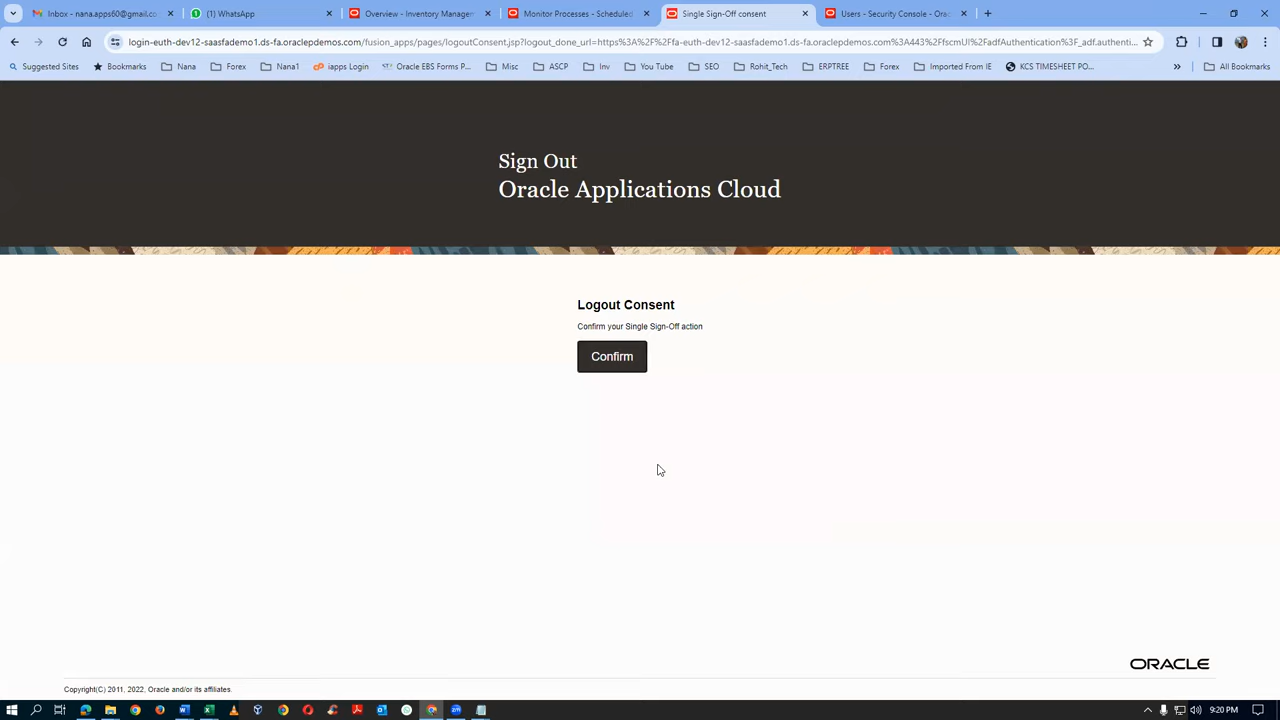 Inbox - nana.apps60@gmail.co
(1) WhatsApp
Overview - Inventory Managem
Monitor Processes - Scheduled
Single Sign-Off consent
Users - Security Console - Orac
login-euth-dev12-saasfademo1.ds-fa.oraclepdemos.com/fusion_apps/pages/logoutConsent.jsp?logout_done_url=https%3A%2F%2Ffa-euth-dev12-saasfademo1.ds-fa.oraclepdemos.com%3A443%2FfscmUI%2FadfAuthentication%3F_adf.authenti...
Suggested Sites
Bookmarks
Nana
Forex
Nana1
iapps Login
Oracle EBS Forms P...
Misc
ASCP
Inv
You Tube
SEO
Rohit_Tech
ERPTREE
Forex
Imported From IE
KCS TIMESHEET PO...
All Bookmarks
Sign Out
Oracle Applications Cloud
Logout Consent
Confirm your Single Sign-Off action
Confirm
ORACLE
Copyright(C) 2011, 2022, Oracle and/or its affiliates.
9:20 PM